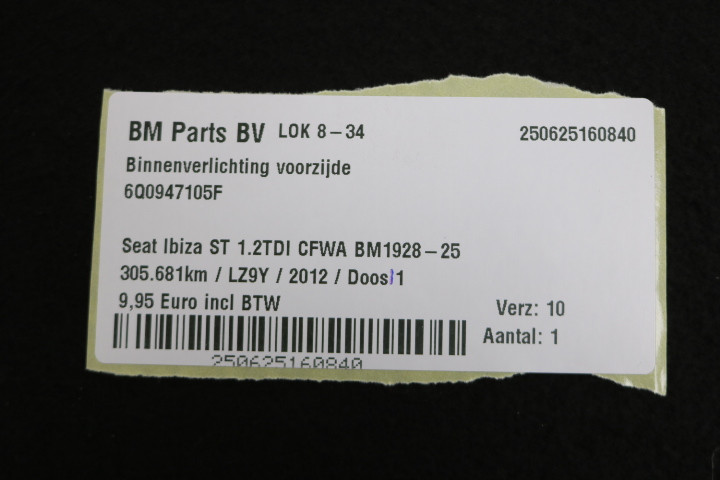 BM Parts BV LOK 8-34 250625160840
Binnenverlichting voorzijde
6Q0947105F
Seat Ibiza ST 1.2TDI CFWA BM1928-25
305.681km / LZ9Y / 2012 / Doos 1
9,95 Euro incl BTW
Verz: 10
Aantal: 1
250625160840